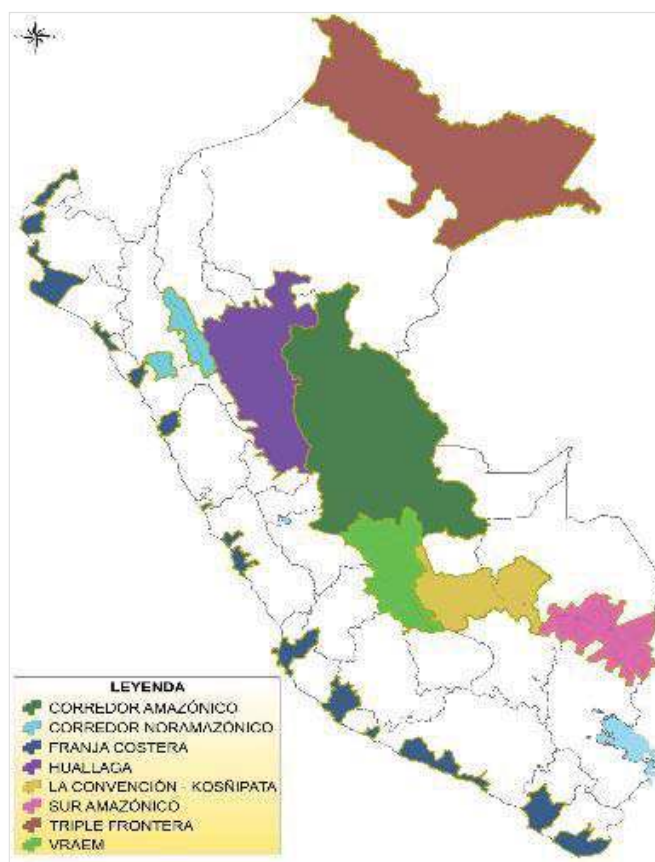 LEYENDA
CORREDOR AMAZÓNICO
CORREDOR NORAMAZÓNICO
FRANJA COSTERA
HUALLAGA
LA CONVENCIÓN - KOSÑIPATA
SUR AMAZÓNICO
TRIPLE FRONTERA
VRAEM